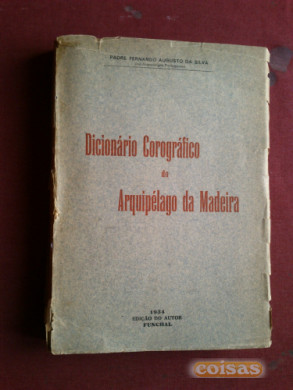 PADRE FERNANDO AUGUSTO DA SILVA
Dicionário Corográfico
do
Arquipélago da Madeira
1934
EDIÇÃO DO AUTOR
FUNCHAL
coisas